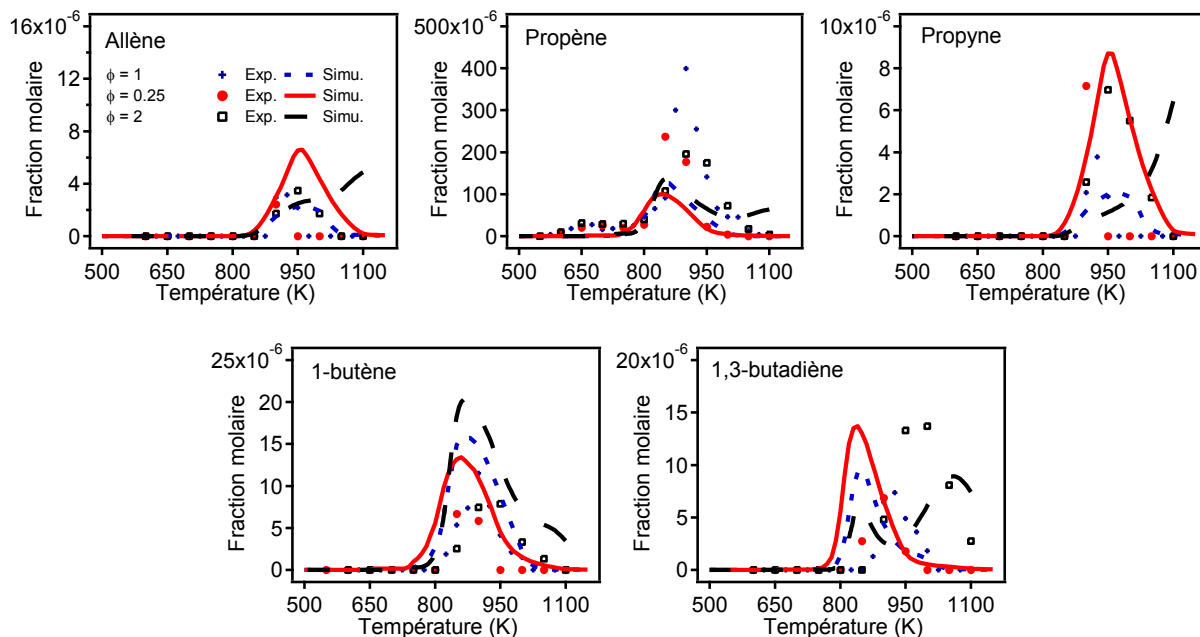 16x10⁻⁶
12
8
4
0
Fraction molaire
Allène
ϕ = 1 Exp. Simu.
ϕ = 0.25 Exp. Simu.
ϕ = 2 Exp. Simu.
500 650 800 950 1100
Température (K)
500x10⁻⁶
400
300
200
100
0
Fraction molaire
Propène
500 650 800 950 1100
Température (K)
10x10⁻⁶
8
6
4
2
0
Fraction molaire
Propyne
500 650 800 950 1100
Température (K)
25x10⁻⁶
20
15
10
5
0
Fraction molaire
1-butène
500 650 800 950 1100
Température (K)
20x10⁻⁶
15
10
5
0
Fraction molaire
1,3-butadiène
500 650 800 950 1100
Température (K)